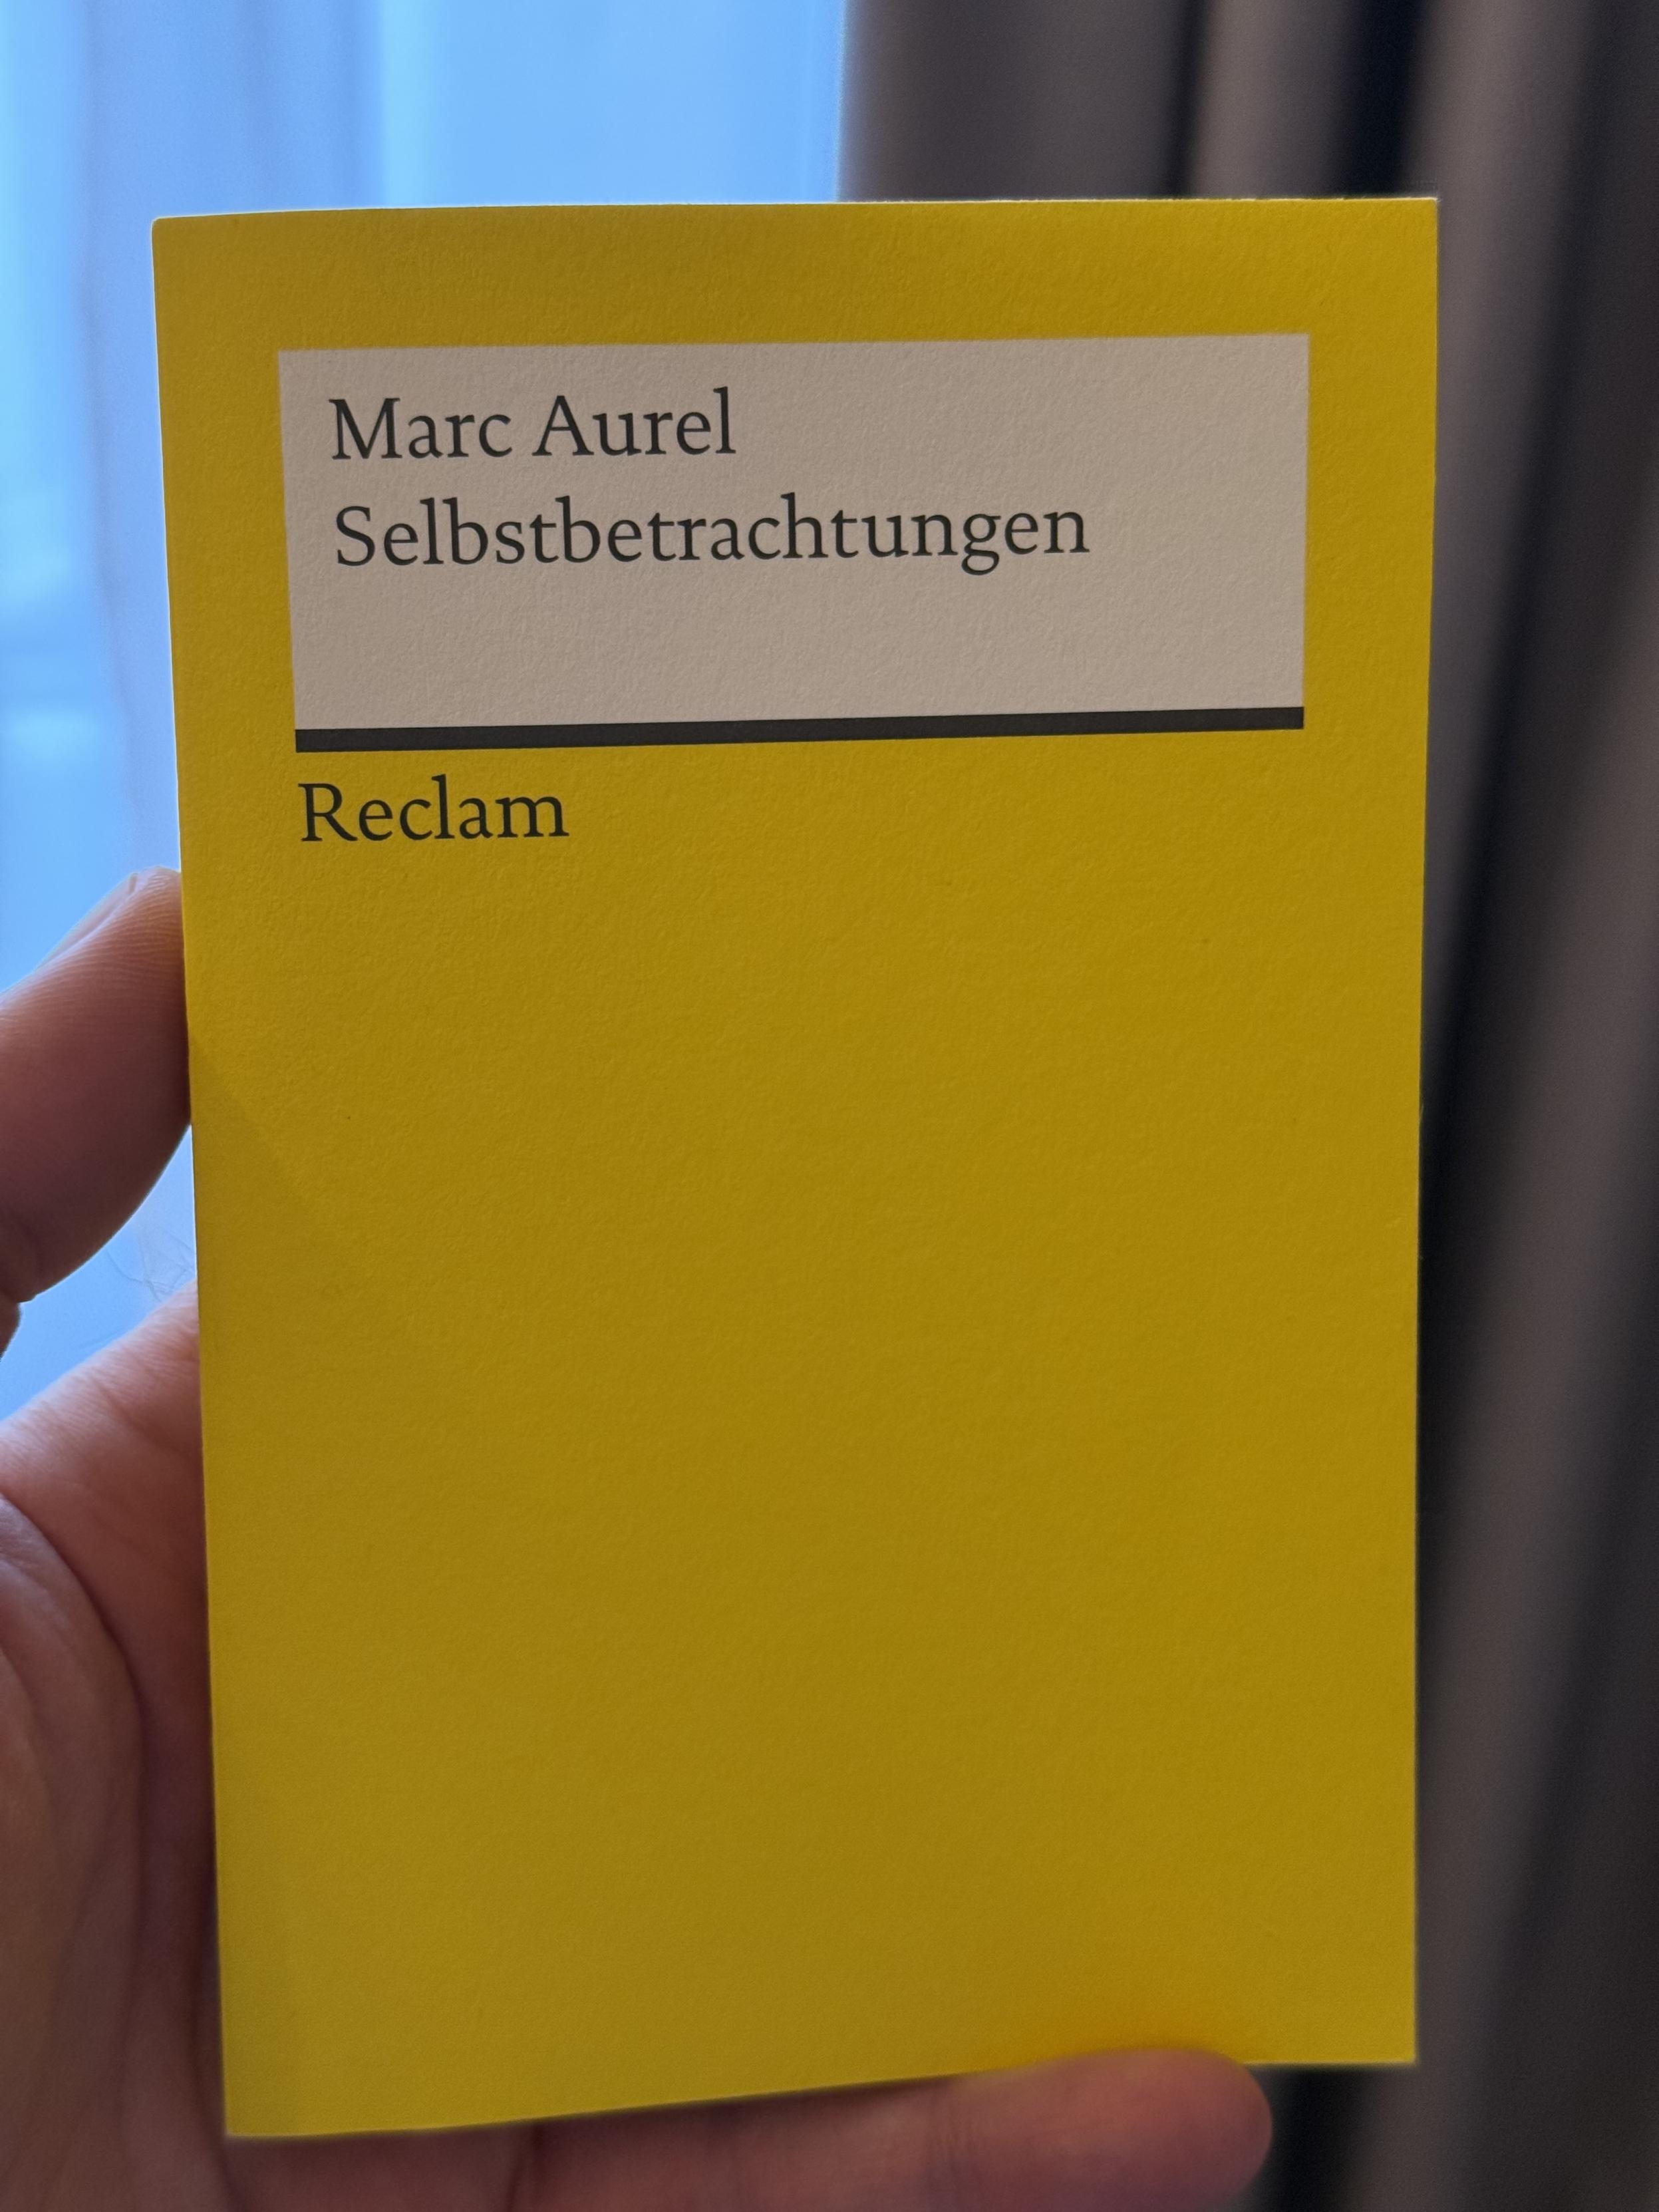 Marc Aurel
Selbstbetrachtungen
Reclam